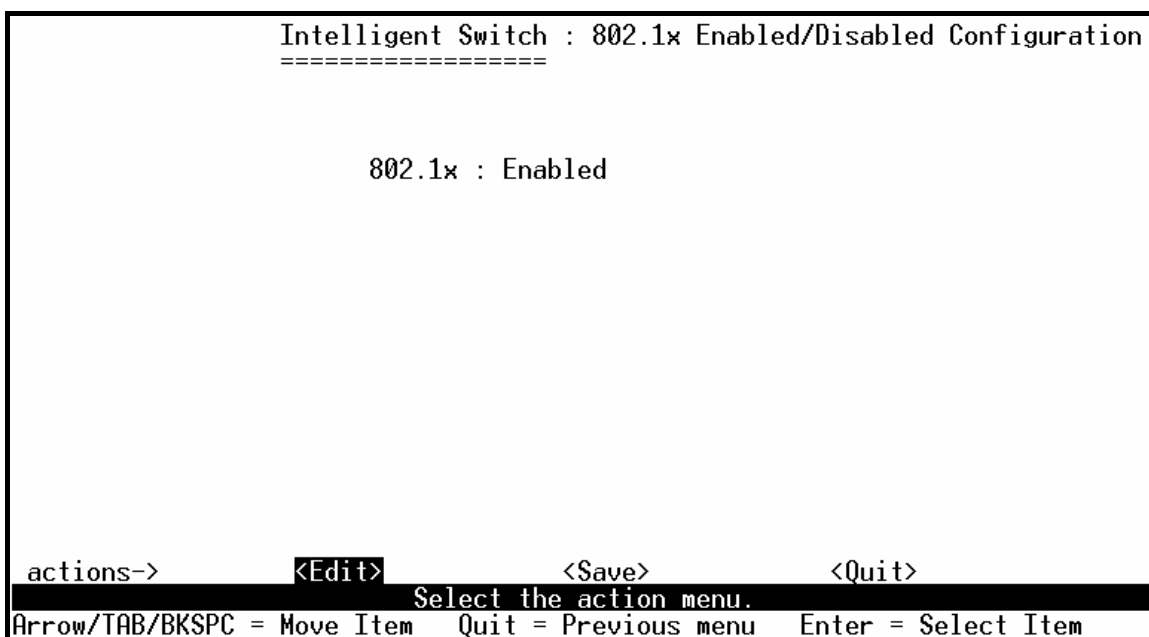 Intelligent Switch : 802.1x Enabled/Disabled Configuration
==================
802.1x : Enabled
actions-> <Edit> <Save> <Quit>
Select the action menu.
Arrow/TAB/BKSPC = Move Item Quit = Previous menu Enter = Select Item